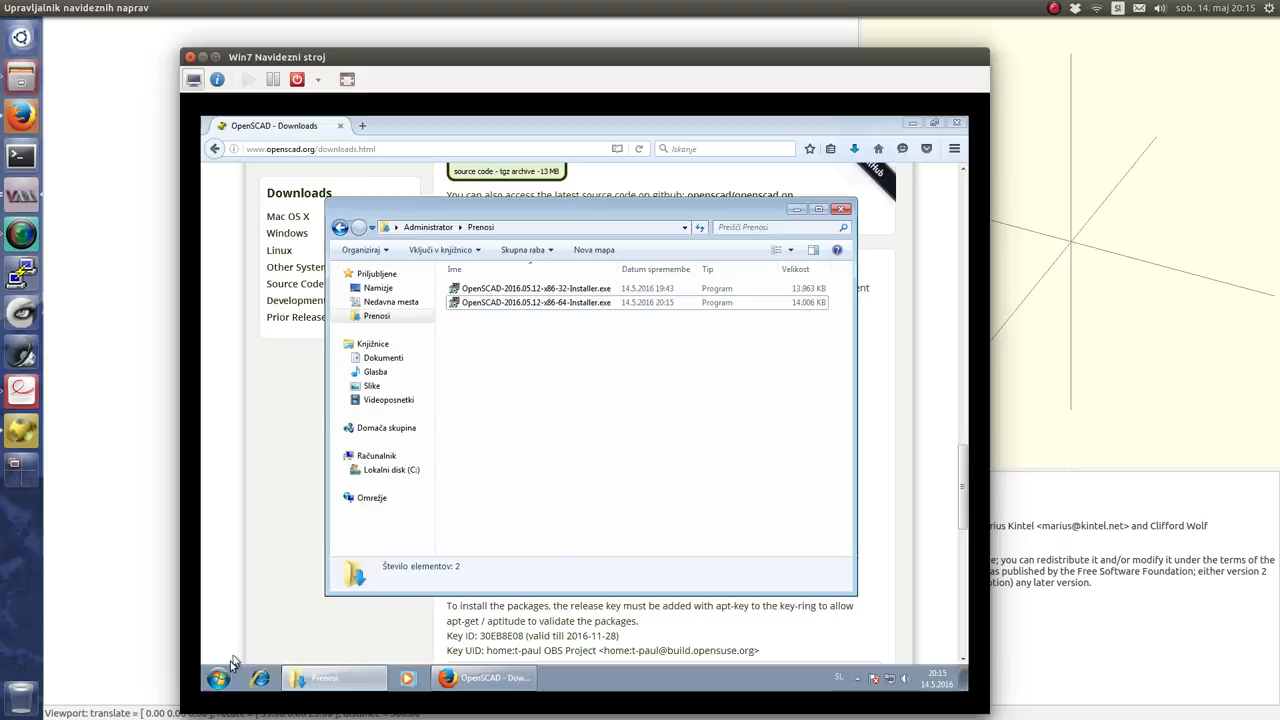 Upravljalnik navideznih naprav
Sl
sob. 14. maj 20:15
Win7 Navidezni stroj
OpenSCAD - Downloads
www.openscad.org/downloads.html
Iskanje
Downloads
Mac OS X
Windows
Linux
Other System
Source Code
Development
Prior Release
source code - tgz archive -13 MB
You can also access the latest source code on github: openscad/openscad on
Administrator
Prenosi
Preišči Prenosi
Organiziraj
Vključi v knjižnico
Skupna raba
Nova mapa
Priljubljene
Namizje
Nedavna mesta
Prenosi
Knjižnice
Dokumenti
Glasba
Slike
Videoposnetki
Domača skupina
Računalnik
Lokalni disk (C:)
Omrežje
Ime
Datum spremembe
Tip
Velikost
OpenSCAD-2016.05.12-x86-32-Installer.exe
14.5.2016 19:43
Program
13.963 KB
OpenSCAD-2016.05.12-x86-64-Installer.exe
14.5.2016 20:15
Program
14.006 KB
Število elementov: 2
To install the packages, the release key must be added with apt-key to the key-ring to allow
apt-get / aptitude to validate the packages.
Key ID: 30EB8E08 (valid till 2016-11-28)
Key UID: home:t-paul OBS Project <home:t-paul@build.opensuse.org>
Prenosi
OpenSCAD - Dow...
SL
20:15
14.5.2016
rius Kintel <marius@kintel.net> and Clifford Wolf
e; you can redistribute it and/or modify it under the terms of the
as published by the Free Software Foundation; either version 2
ption) any later version.
Viewport: translate = [ 0.00 0.00 0.00 ], rotate =